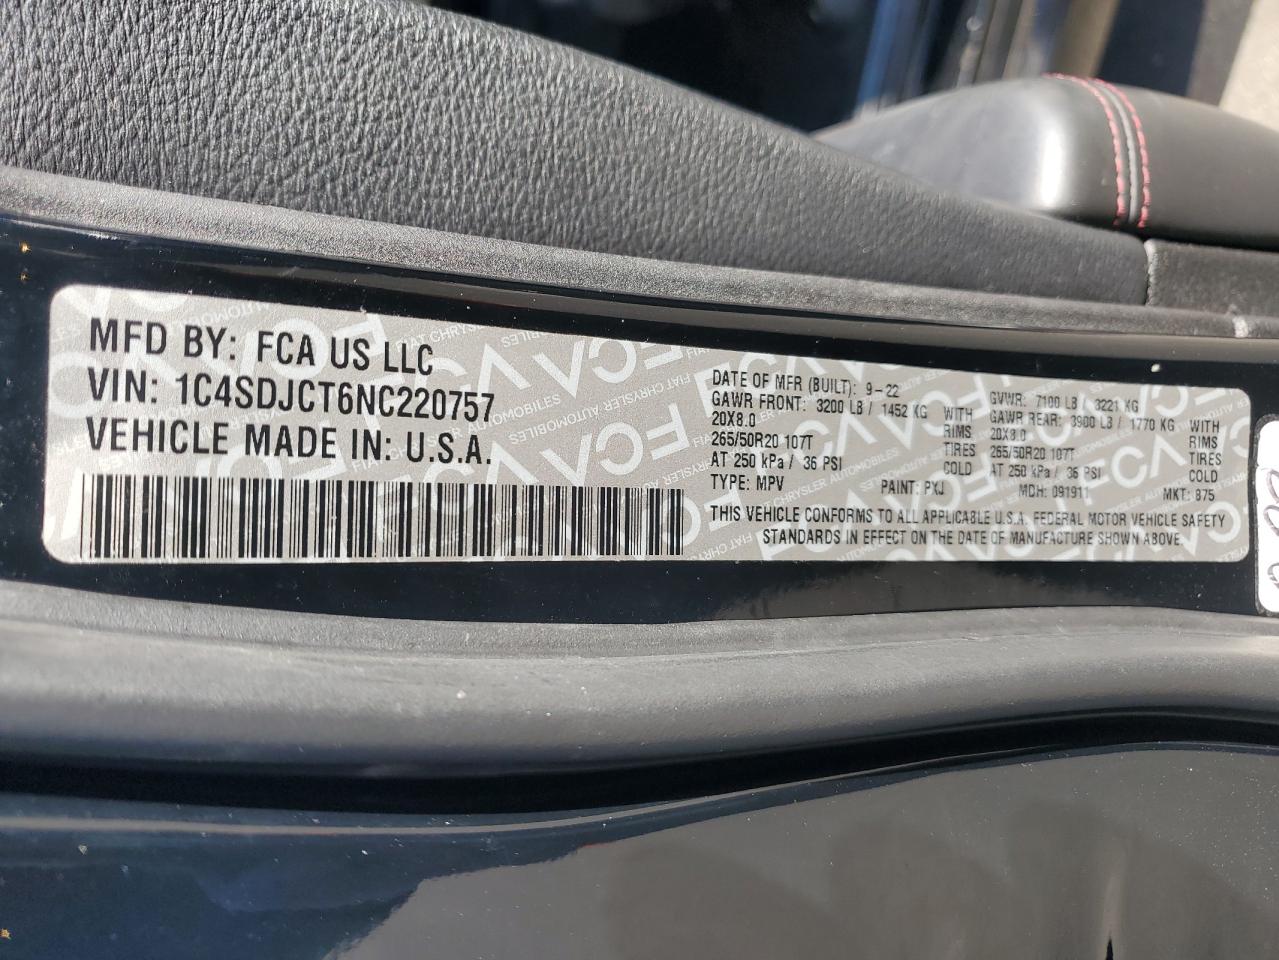 MFD BY: FCA US LLC
VIN: 1C4SDJCT6NC220757
VEHICLE MADE IN: U.S.A.
DATE OF MFR (BUILT): 9-22 GVWR: 7100 LB / 3221 KG
GAWR FRONT: 3200 LB / 1452 KG WITH GAWR REAR: 3900 LB / 1770 KG WITH
20X8.0 RIMS 20X8.0 RIMS
265/50R20 107T TIRES 265/50R20 107T TIRES
AT 250 kPa / 36 PSI COLD AT 250 kPa / 36 PSI COLD
TYPE: MPV PAINT: PXJ MDH: 091911 MKT: 875
THIS VEHICLE CONFORMS TO ALL APPLICABLE U.S.A. FEDERAL MOTOR VEHICLE SAFETY
STANDARDS IN EFFECT ON THE DATE OF MANUFACTURE SHOWN ABOVE.